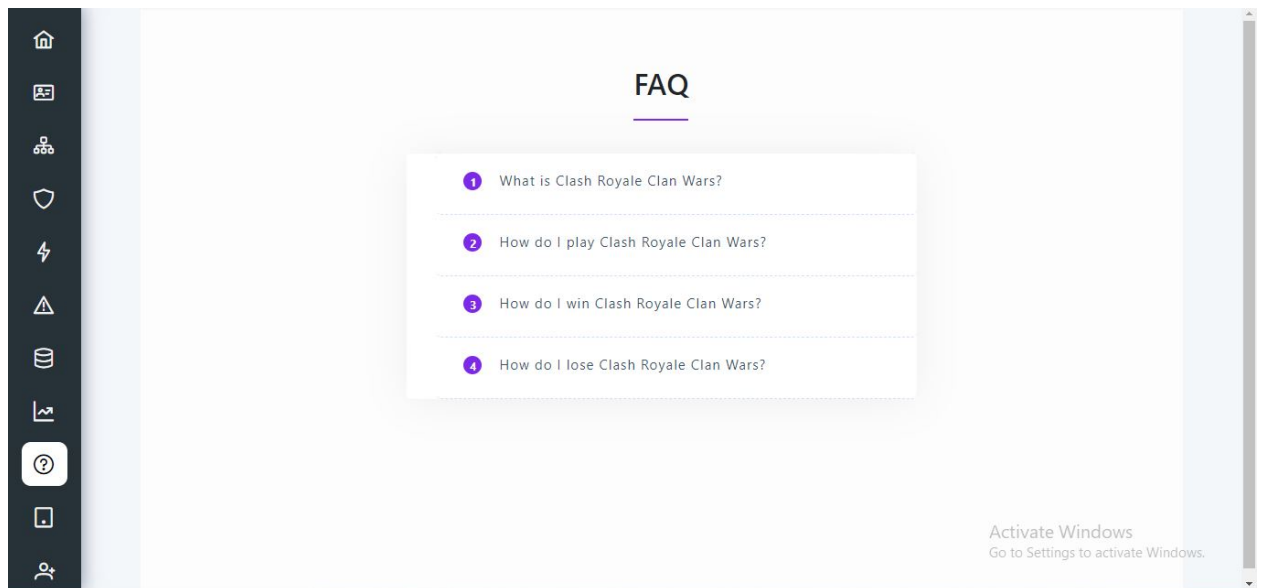 FAQ
1 What is Clash Royale Clan Wars?
2 How do I play Clash Royale Clan Wars?
3 How do I win Clash Royale Clan Wars?
4 How do I lose Clash Royale Clan Wars?
Activate Windows
Go to Settings to activate Windows.